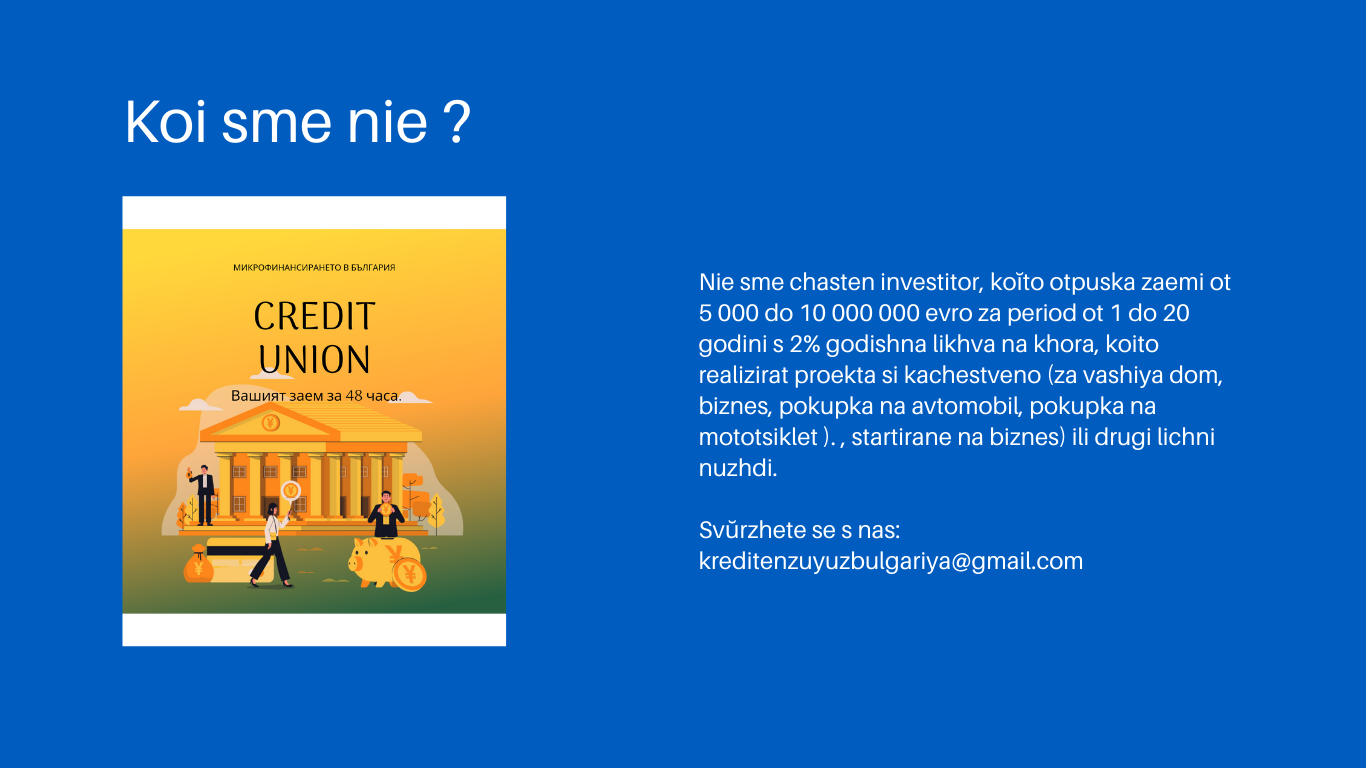 Koi sme nie ?
МИКРОФИНАНСИРАНЕТО В БЪЛГАРИЯ
CREDIT
UNION
Вашият заем за 48 часа.
Nie sme chasten investitor, koĭto otpuska zaemi ot
5 000 do 10 000 000 evro za period ot 1 do 20
godini s 2% godishna likhva na khora, koito
realizirat proekta si kachestveno (za vashiya dom,
biznes, pokupka na avtomobil, pokupka na
mototsiklet ). , startirane na biznes) ili drugi lichni
nuzhdi.
Svŭrzhete se s nas:
kreditenzuyuzbulgariya@gmail.com